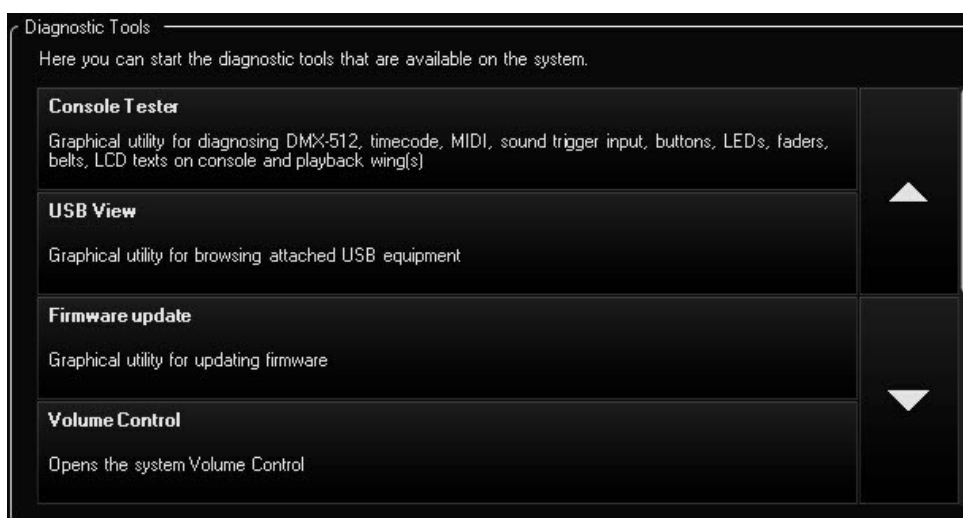 Diagnostic Tools
Here you can start the diagnostic tools that are available on the system.
Console Tester
Graphical utility for diagnosing DMX-512, timecode, MIDI, sound trigger input, buttons, LEDs, faders,
belts, LCD texts on console and playback wing(s)
USB View
Graphical utility for browsing attached USB equipment
Firmware update
Graphical utility for updating firmware
Volume Control
Opens the system Volume Control